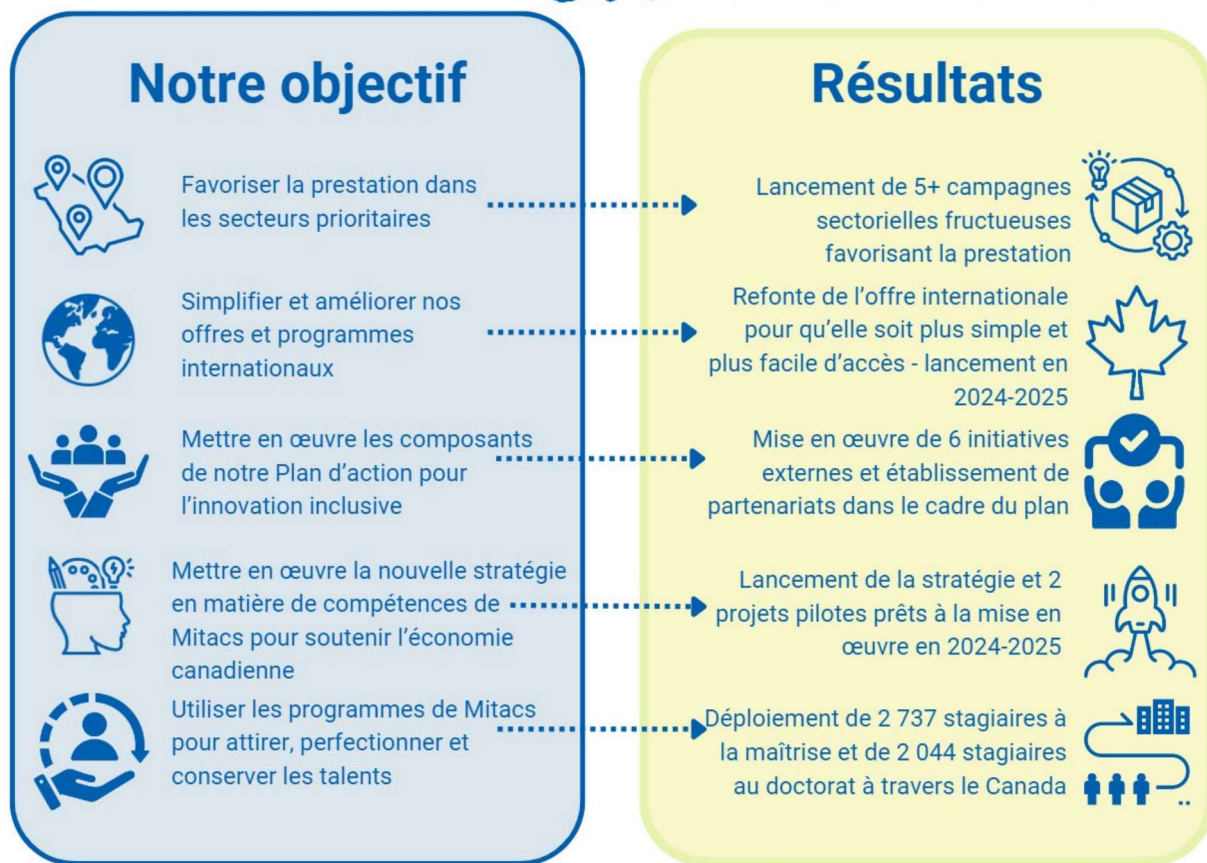 Notre objectif
Favoriser la prestation dans
les secteurs prioritaires
Simplifier et améliorer nos
offres et programmes
internationaux
Mettre en œuvre les composants
de notre Plan d’action pour
l’innovation inclusive
Mettre en œuvre la nouvelle stratégie
en matière de compétences de
Mitacs pour soutenir l’économie
canadienne
Utiliser les programmes de Mitacs
pour attirer, perfectionner et
conserver les talents
Résultats
Lancement de 5+ campagnes
sectorielles fructueuses
favorisant la prestation
Refonte de l’offre internationale
pour qu’elle soit plus simple et
plus facile d’accès - lancement en
2024-2025
Mise en œuvre de 6 initiatives
externes et établissement de
partenariats dans le cadre du plan
Lancement de la stratégie et 2
projets pilotes prêts à la mise en
œuvre en 2024-2025
Déploiement de 2 737 stagiaires à
la maîtrise et de 2 044 stagiaires
au doctorat à travers le Canada